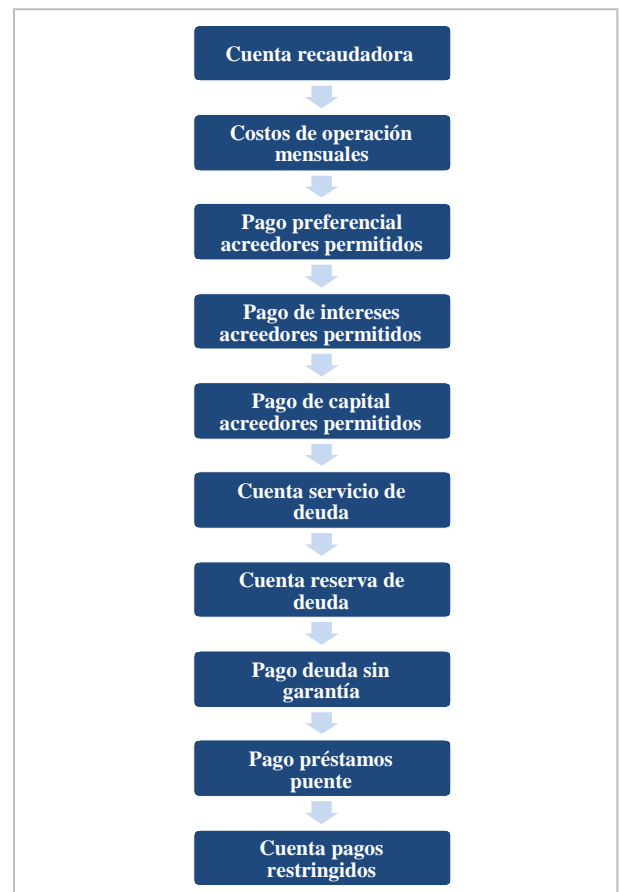 Cuenta recaudadora
Costos de operación
mensuales
Pago preferencial
acreedores permitidos
Pago de intereses
acreedores permitidos
Pago de capital
acreedores permitidos
Cuenta servicio de
deuda
Cuenta reserva de
deuda
Pago deuda sin
garantía
Pago préstamos
puente
Cuenta pagos
restringidos